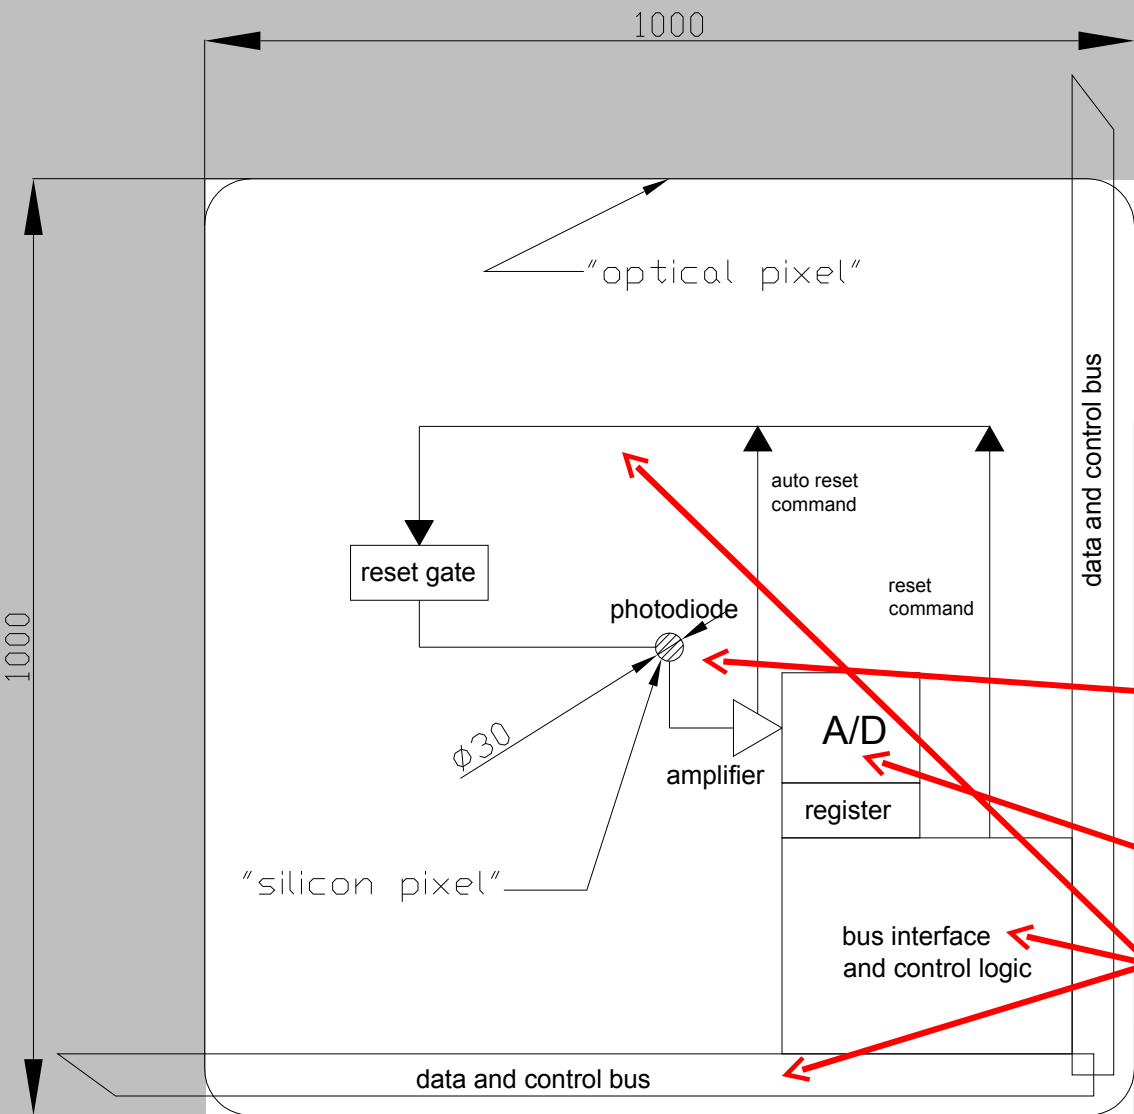 1000
"optical pixel"
data and control bus
auto reset
command
reset gate
reset
command
photodiode
1000
A/D
ø30
amplifier
register
"silicon pixel"
bus interface
and control logic
data and control bus